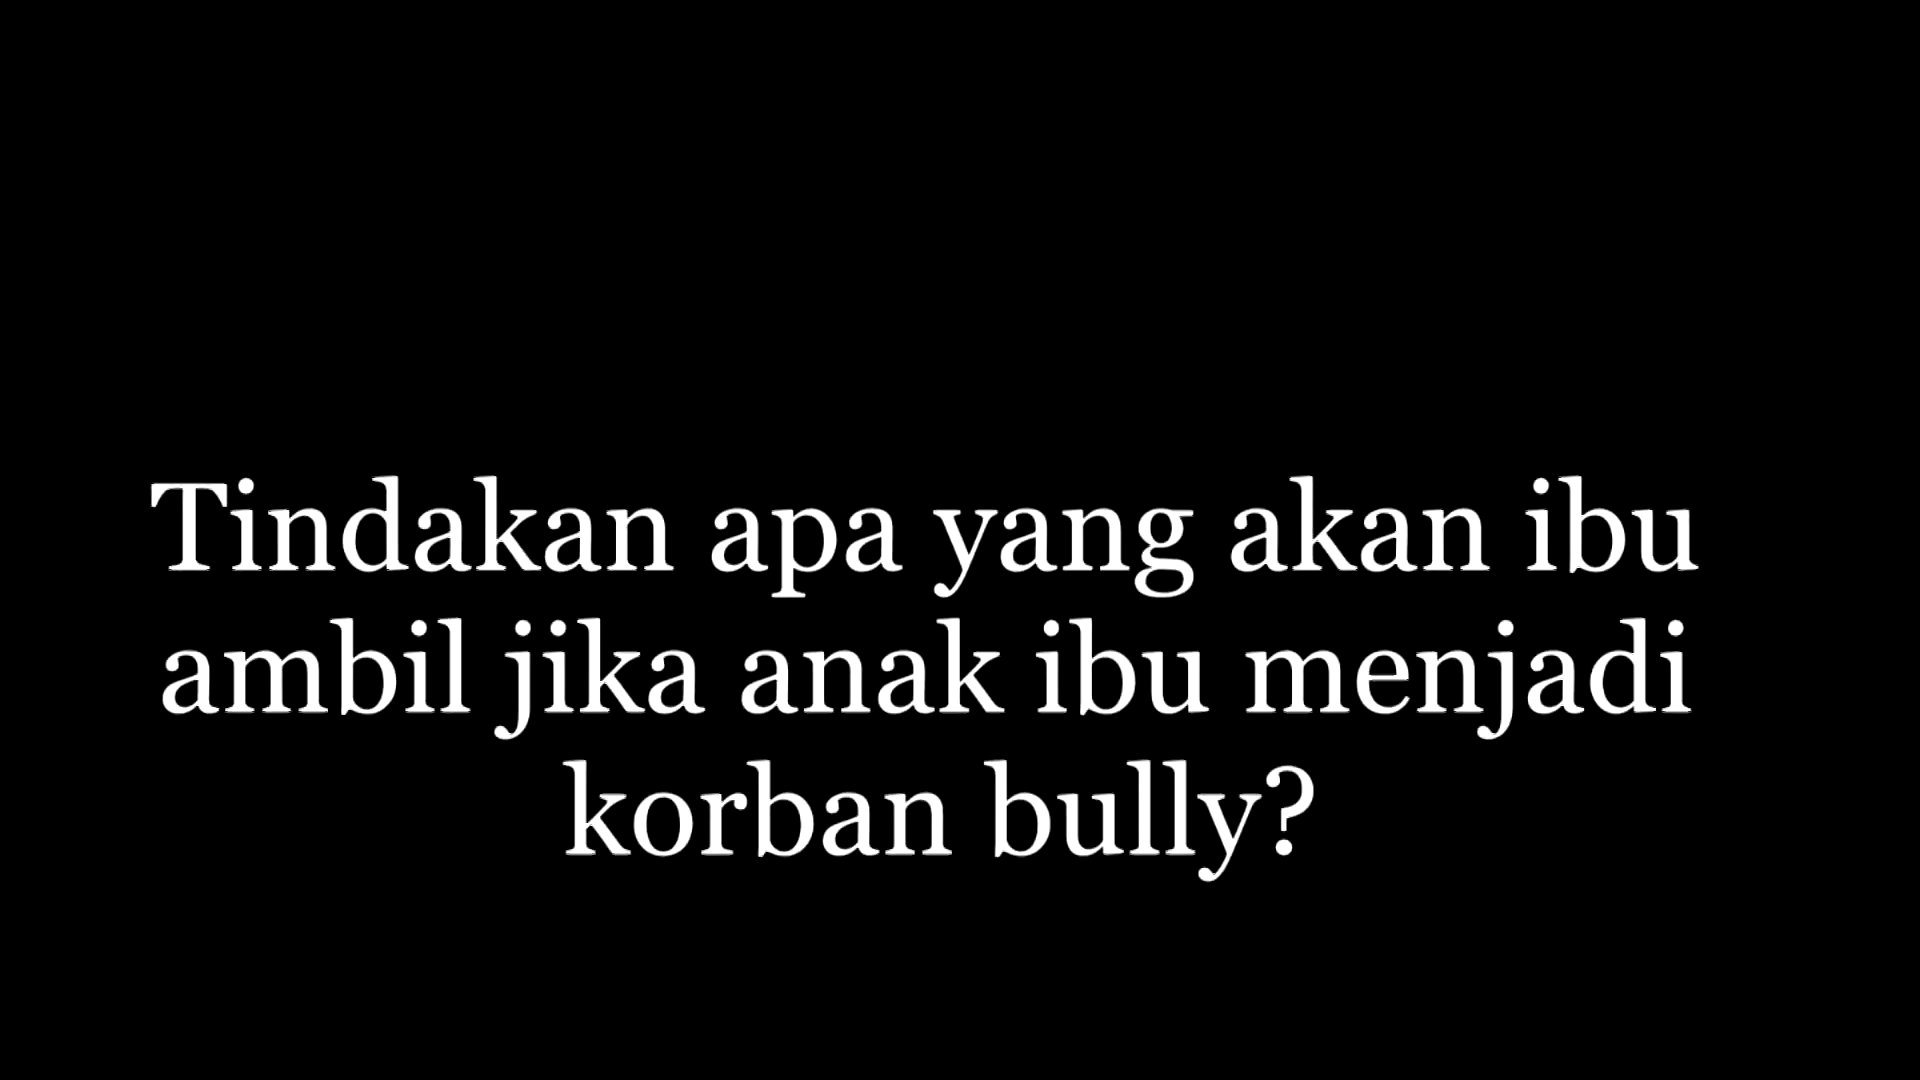 Tindakan apa yang akan ibu
ambil jika anak ibu menjadi
korban bully?